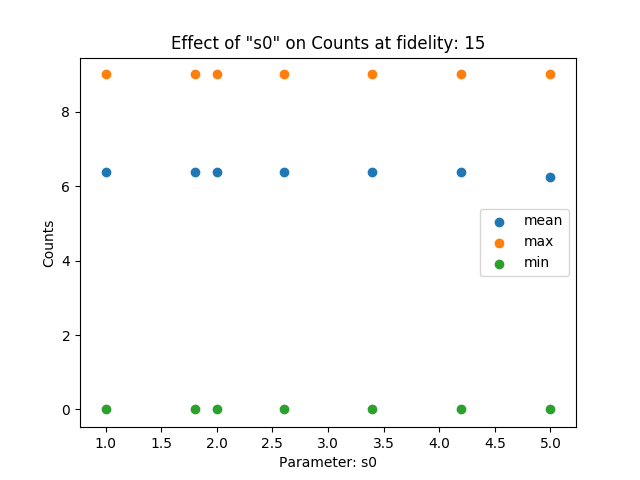 Effect of "s0" on Counts at fidelity: 15
8
6
4
2
0
Counts
mean
max
min
1.0 1.5 2.0 2.5 3.0 3.5 4.0 4.5 5.0
Parameter: s0